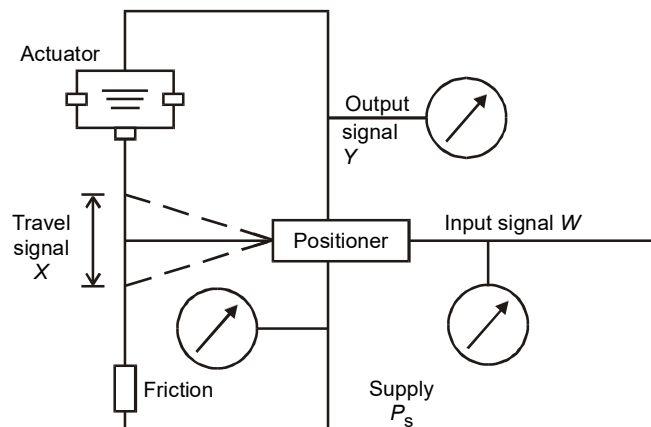 Actuator
Output
signal
Y
Travel
signal
X
Positioner
Input signal W
Friction
Supply
Ps